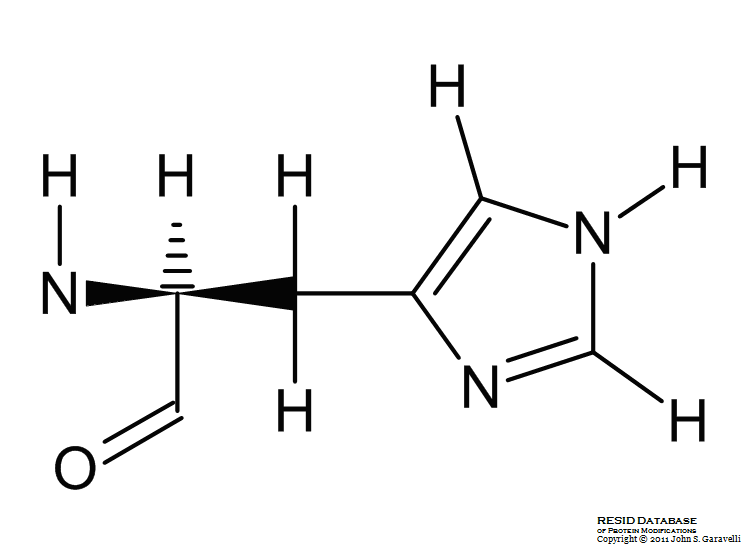 H
H H H H
N N
N
O H H
RESID DATABASE
OF PROTEIN MODIFICATIONS
Copyright © 2011 John S. Garavelli